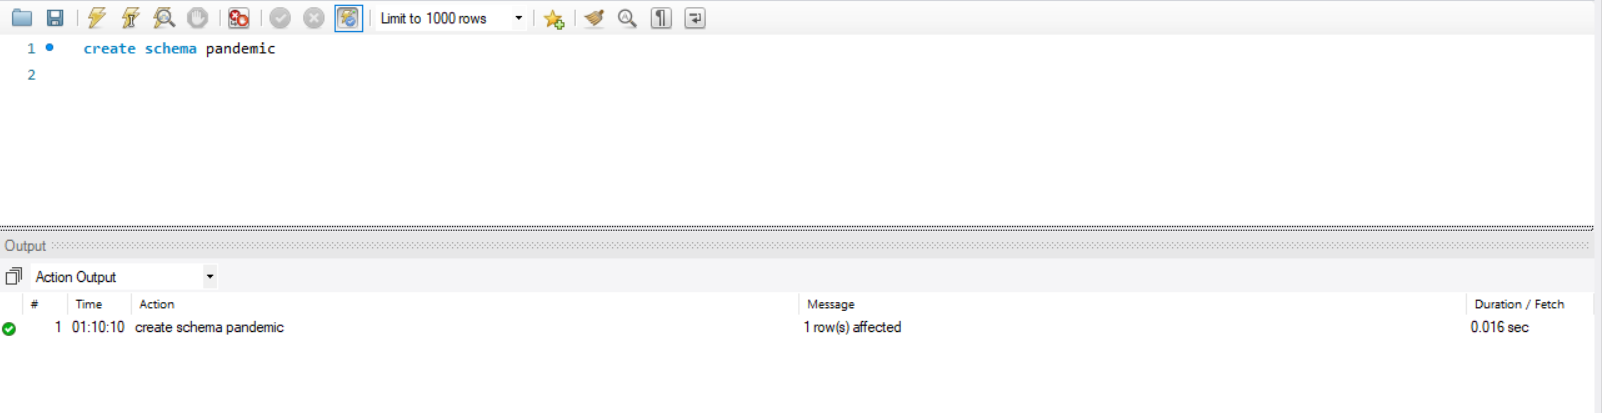 Limit to 1000 rows
1 create schema pandemic
2
Output
Action Output
# Time Action Message Duration / Fetch
1 01:10:10 create schema pandemic 1 row(s) affected 0.016 sec